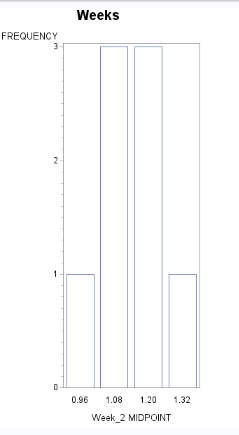 Weeks
FREQUENCY
3
2
1
0
0.96 1.08 1.20 1.32
Week_2 MIDPOINT